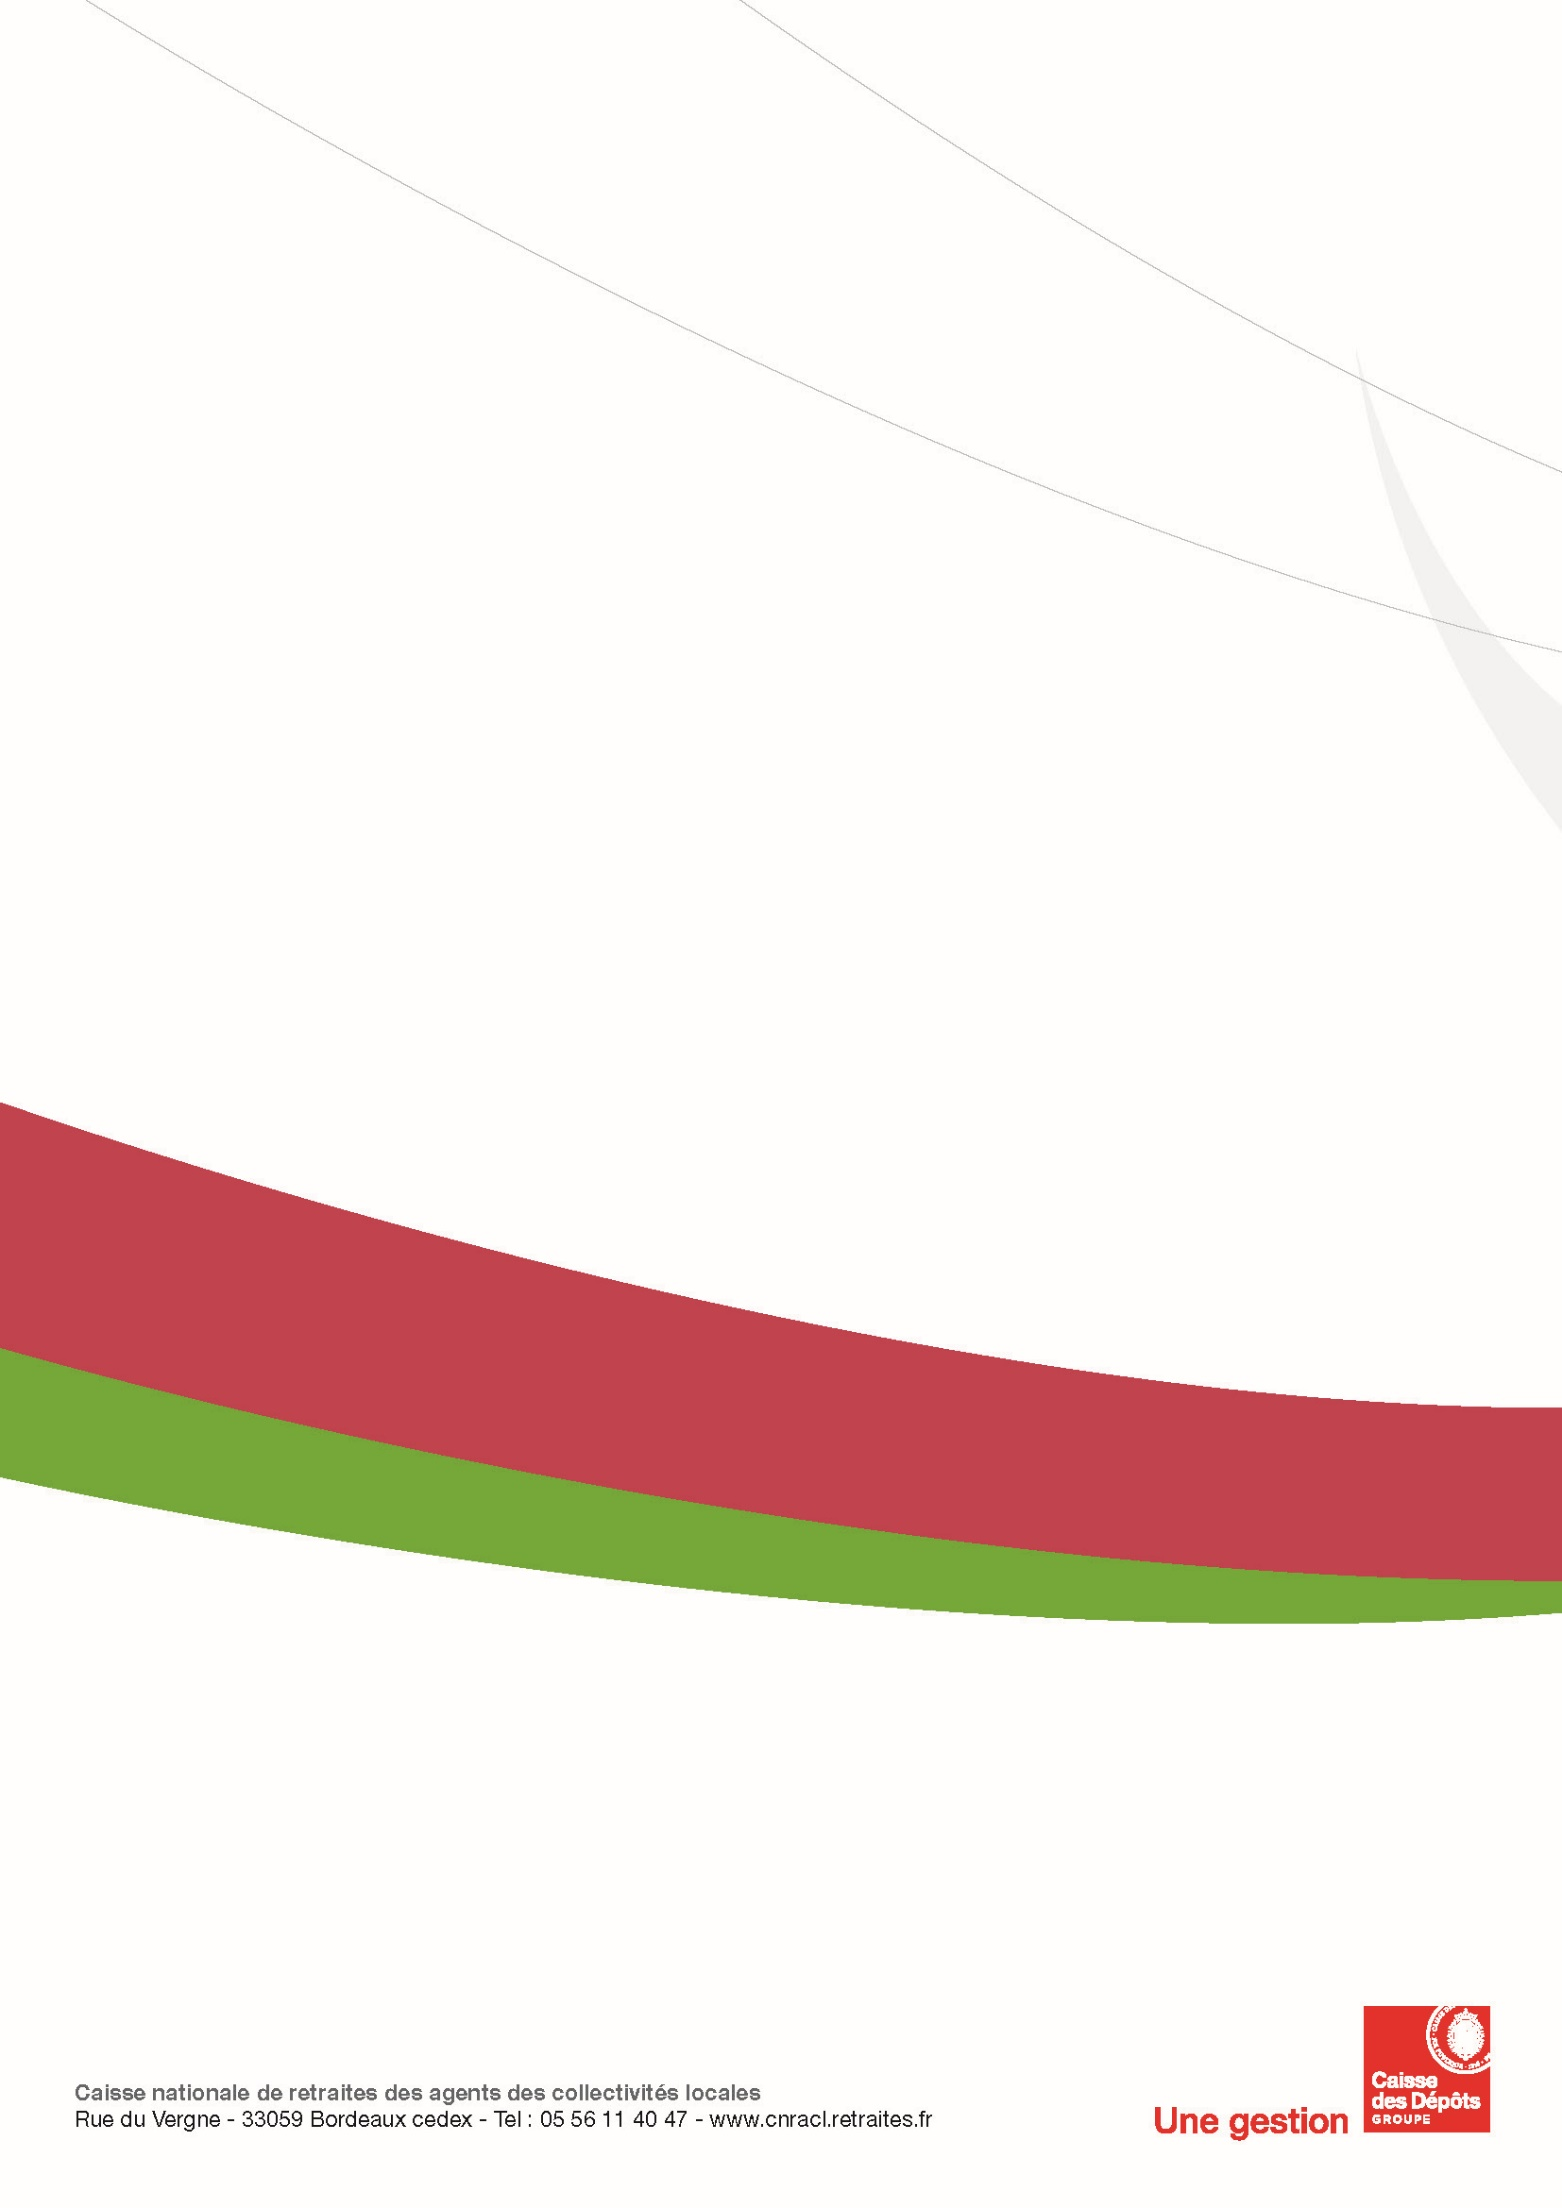 Caisse nationale de retraites des agents des collectivités locales
Rue du Vergne - 33059 Bordeaux cedex - Tel : 05 56 11 40 47 - www.cnracl.retraites.fr
Une gestion
Caisse
des Dépôts
GROUPE